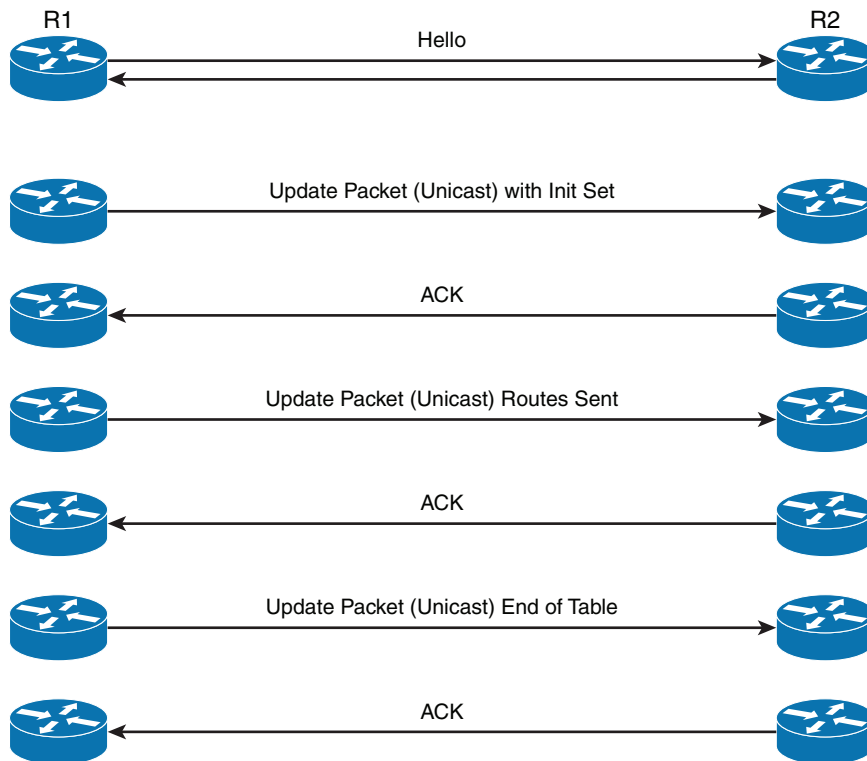 R1
R2
Hello
Update Packet (Unicast) with Init Set
ACK
Update Packet (Unicast) Routes Sent
ACK
Update Packet (Unicast) End of Table
ACK